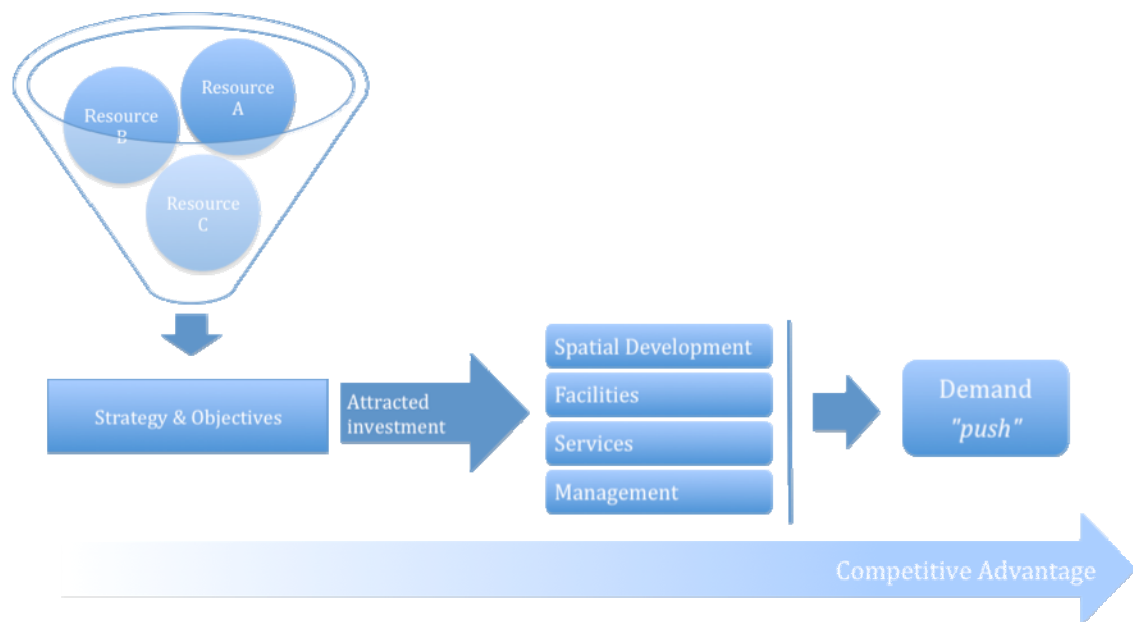 Resource
A
Resource
B
Resource
C
Strategy & Objectives
Attracted
investment
Spatial Development
Facilities
Services
Management
Demand
"push"
Competitive Advantage